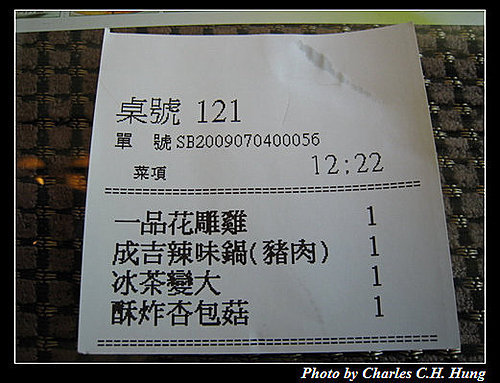 桌號 121
單 號 SB2009070400056
菜項 12:22
一品花雕雞 1
成吉辣味鍋(豬肉) 1
冰茶變大 1
酥炸杏包菇 1
Photo by Charles C.H. Hung